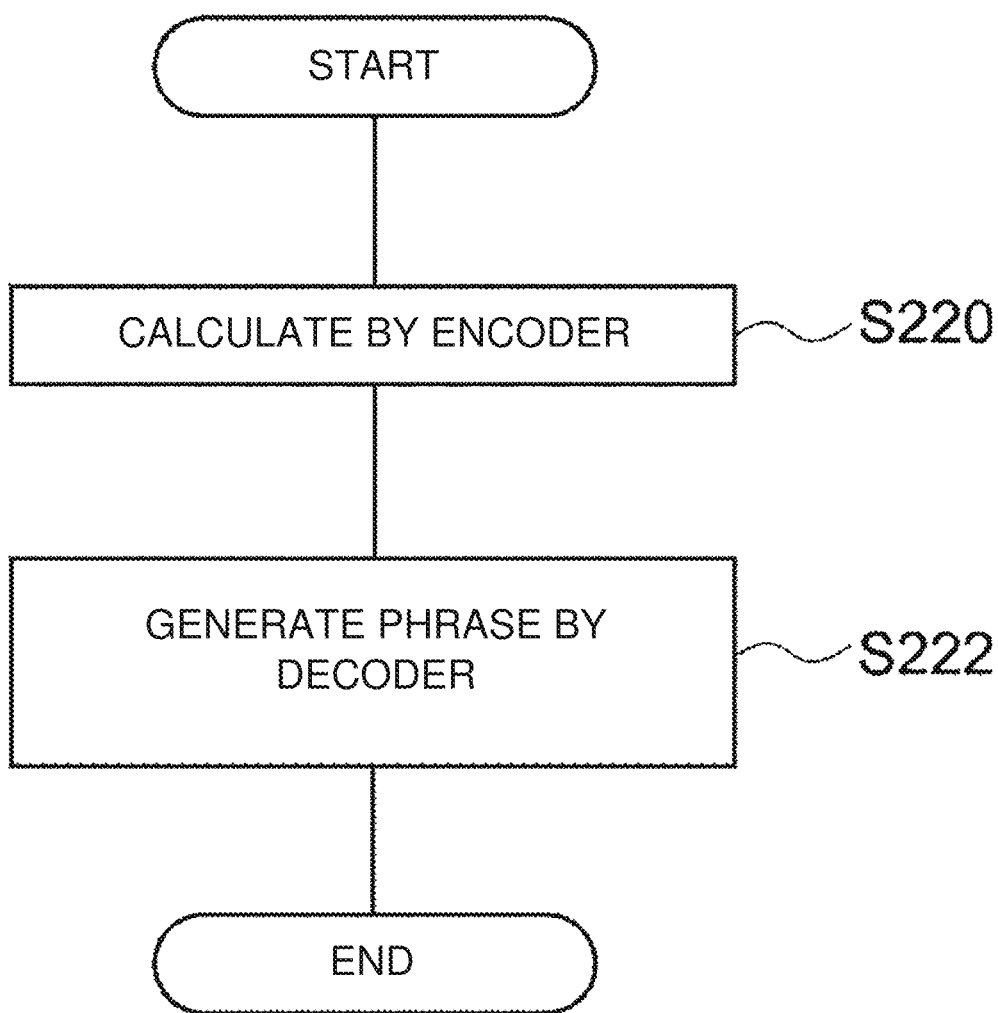 START
CALCULATE BY ENCODER
S220
GENERATE PHRASE BY
DECODER
S222
END